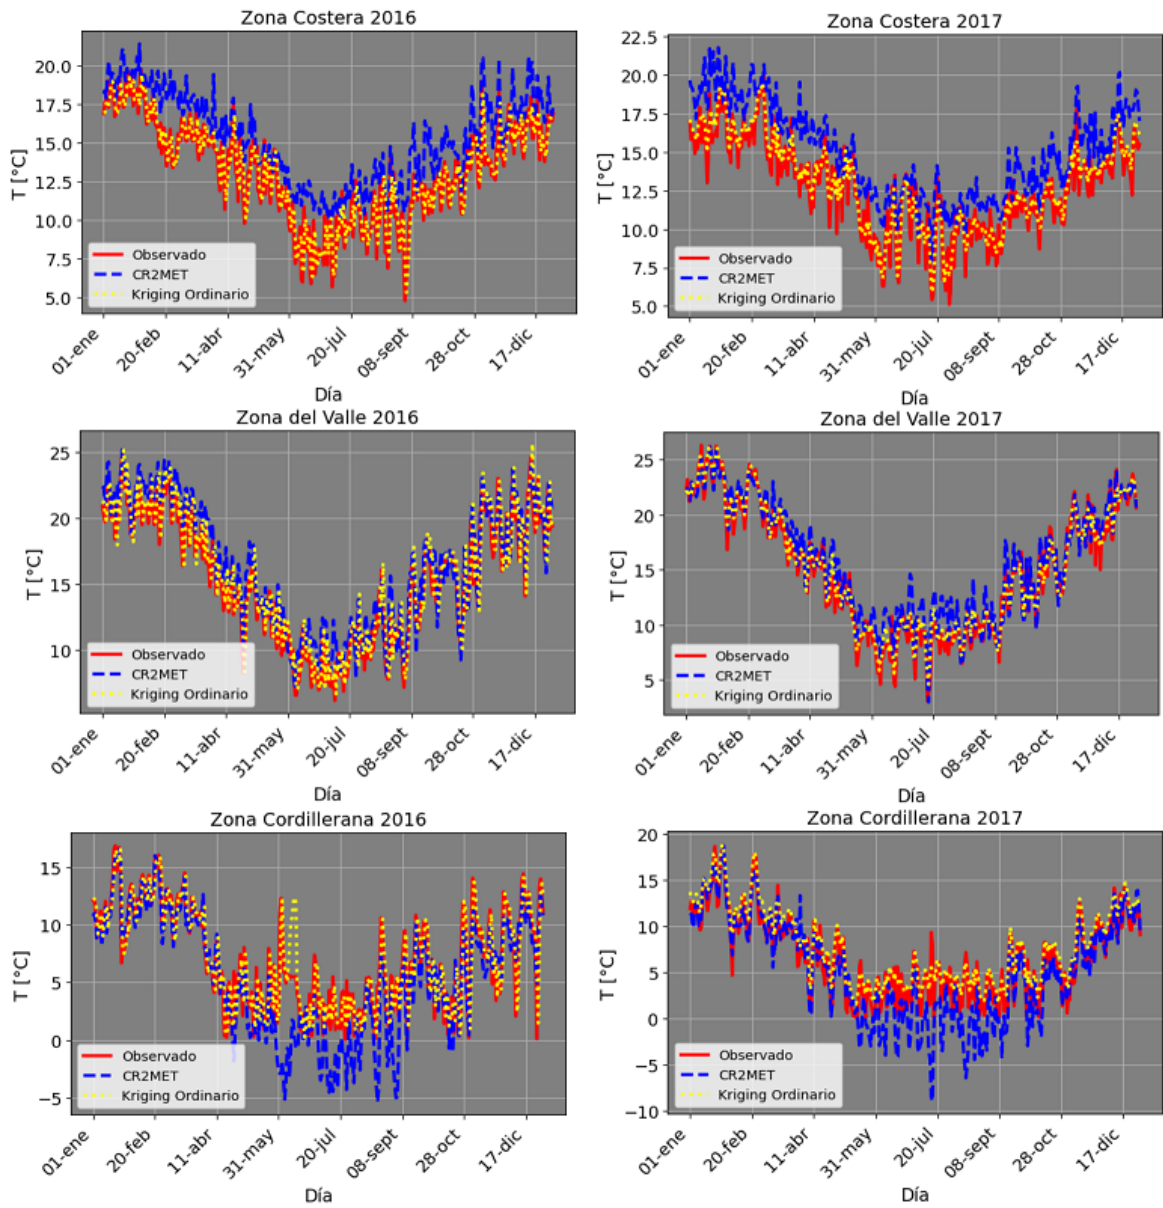 Zona Costera 2016
T [°C]
20.0
17.5
15.0
12.5
10.0
7.5
5.0
Observado
CR2MET
Kriging Ordinario
01-ene
20-feb
11-abr
31-may
20-jul
08-sept
28-oct
17-dic
Día
Zona Costera 2017
T [°C]
22.5
20.0
17.5
15.0
12.5
10.0
7.5
5.0
Observado
CR2MET
Kriging Ordinario
01-ene
20-feb
11-abr
31-may
20-jul
08-sept
28-oct
17-dic
Día
Zona del Valle 2016
T [°C]
25
20
15
10
Observado
CR2MET
Kriging Ordinario
01-ene
20-feb
11-abr
31-may
20-jul
08-sept
28-oct
17-dic
Día
Zona del Valle 2017
T [°C]
25
20
15
10
5
Observado
CR2MET
Kriging Ordinario
01-ene
20-feb
11-abr
31-may
20-jul
08-sept
28-oct
17-dic
Día
Zona Cordillerana 2016
T [°C]
15
10
5
0
−5
Observado
CR2MET
Kriging Ordinario
01-ene
20-feb
11-abr
31-may
20-jul
08-sept
28-oct
17-dic
Día
Zona Cordillerana 2017
T [°C]
20
15
10
5
0
−5
−10
Observado
CR2MET
Kriging Ordinario
01-ene
20-feb
11-abr
31-may
20-jul
08-sept
28-oct
17-dic
Día